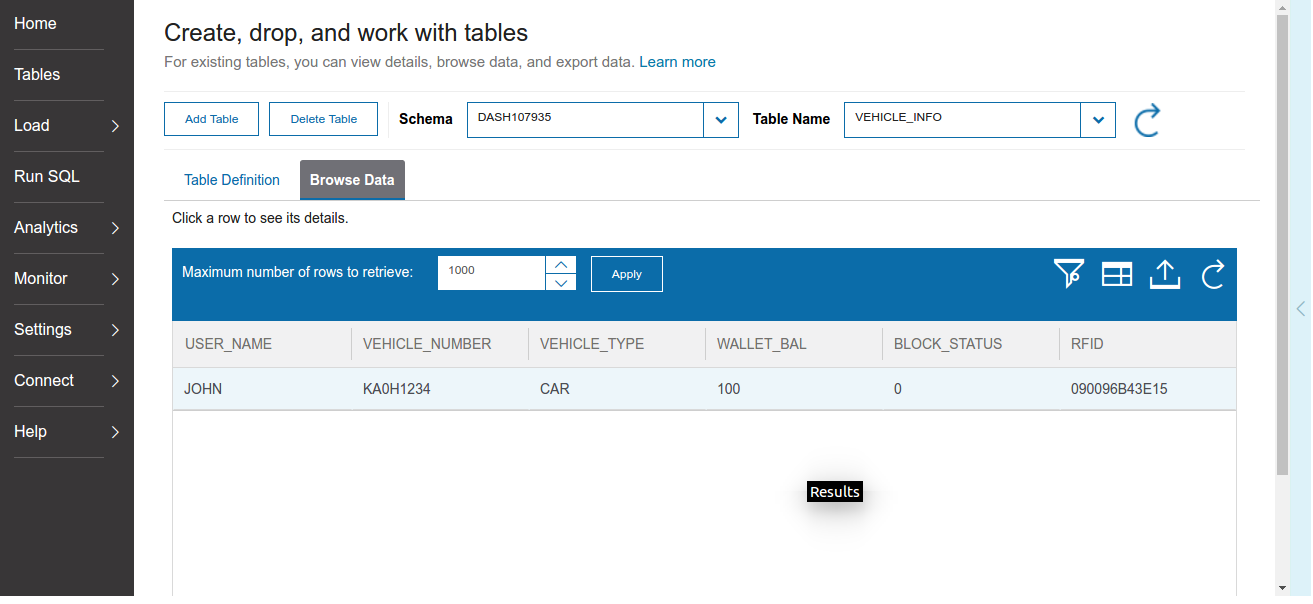 Home
Tables
Load
Run SQL
Analytics
Monitor
Settings
Connect
Help
Create, drop, and work with tables
For existing tables, you can view details, browse data, and export data. Learn more
Add Table Delete Table Schema DASH107935 Table Name VEHICLE_INFO
Table Definition Browse Data
Click a row to see its details.
Maximum number of rows to retrieve: 1000 Apply
USER_NAME VEHICLE_NUMBER VEHICLE_TYPE WALLET_BAL BLOCK_STATUS RFID
JOHN KA0H1234 CAR 100 0 090096B43E15
Results